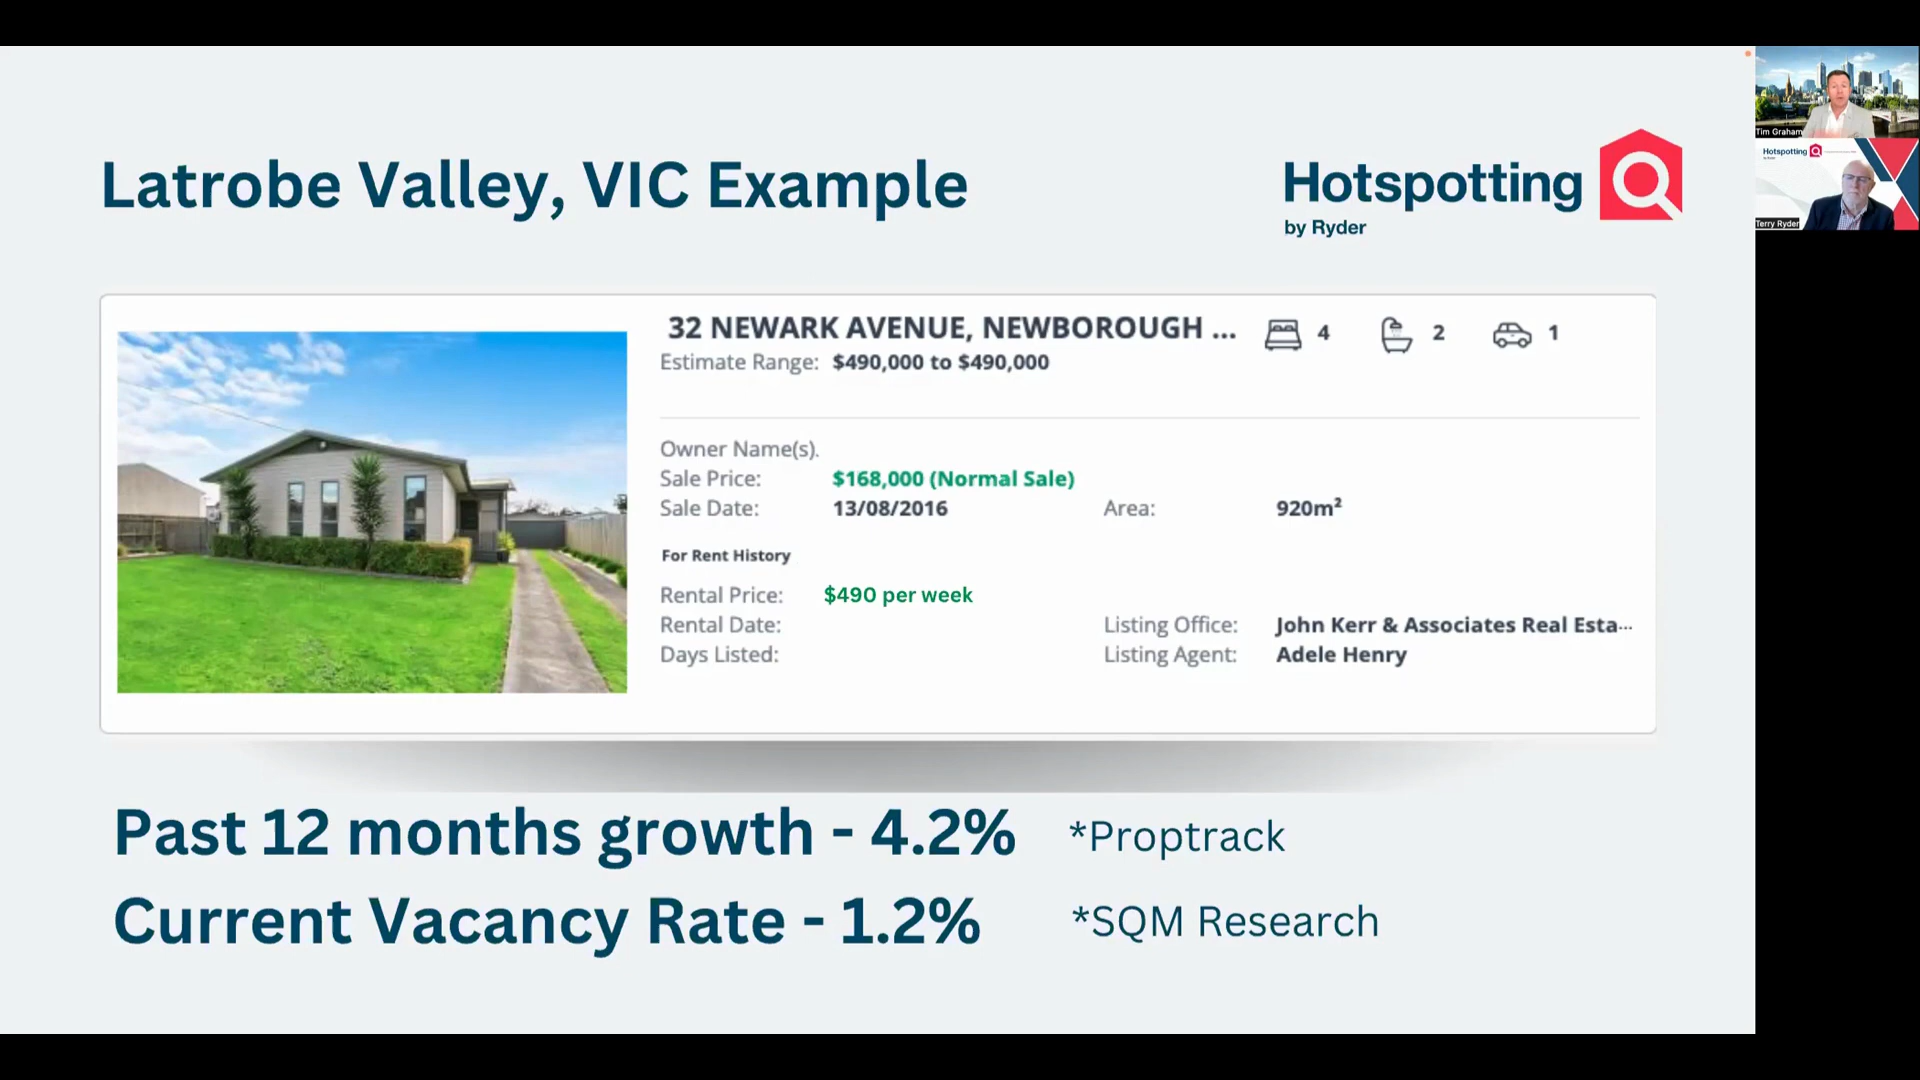 Latrobe Valley, VIC Example
Hotspotting
by Ryder
Tim Graham
Hotspotting
Terry Ryder
32 NEWARK AVENUE, NEWBOROUGH ...
4
2
1
Estimate Range: $490,000 to $490,000
Owner Name(s).
Sale Price: $168,000 (Normal Sale)
Sale Date: 13/08/2016 Area: 920m²
For Rent History
Rental Price: $490 per week
Rental Date: Listing Office: John Kerr & Associates Real Esta...
Days Listed: Listing Agent: Adele Henry
Past 12 months growth - 4.2% *Proptrack
Current Vacancy Rate - 1.2% *SQM Research